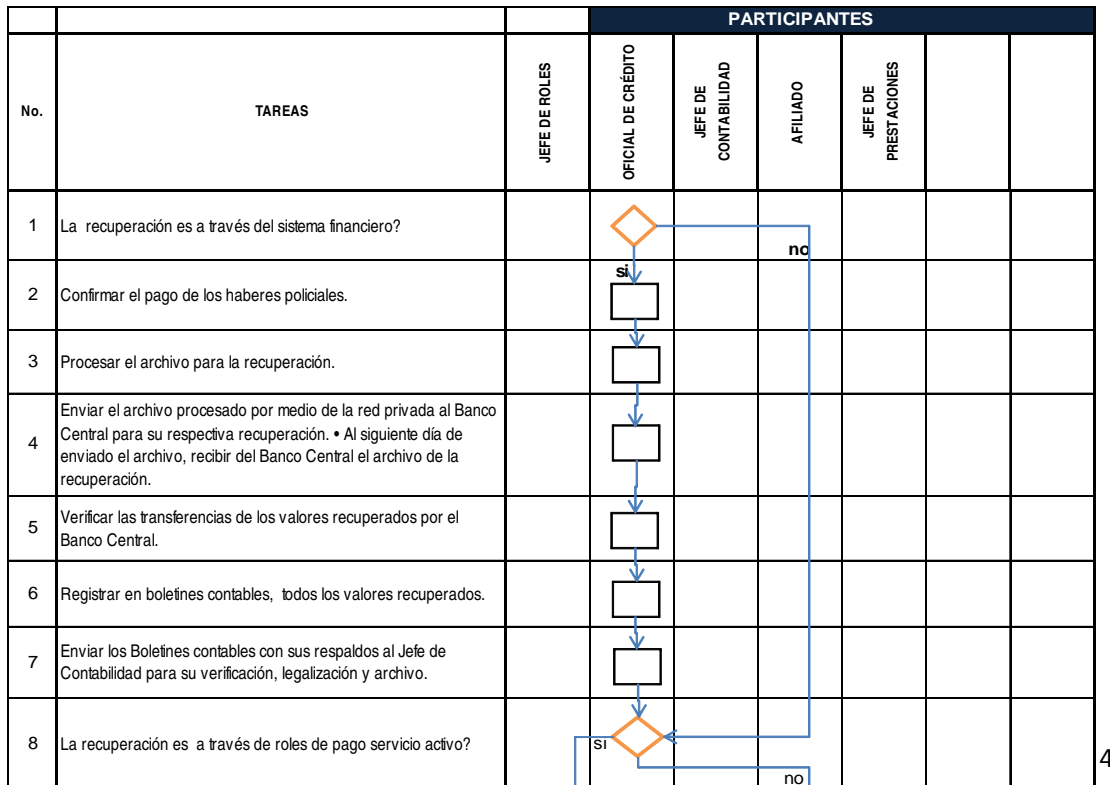 PARTICIPANTES
No.
TAREAS
JEFE DE ROLES
OFICIAL DE CRÉDITO
JEFE DE
CONTABILIDAD
AFILIADO
JEFE DE
PRESTACIONES
1
La recuperación es a través del sistema financiero?
no
si
2
Confirmar el pago de los haberes policiales.
3
Procesar el archivo para la recuperación.
4
Enviar el archivo procesado por medio de la red privada al Banco
Central para su respectiva recuperación. • Al siguiente día de
enviado el archivo, recibir del Banco Central el archivo de la
recuperación.
5
Verificar las transferencias de los valores recuperados por el
Banco Central.
6
Registrar en boletines contables, todos los valores recuperados.
7
Enviar los Boletines contables con sus respaldos al Jefe de
Contabilidad para su verificación, legalización y archivo.
8
La recuperación es a través de roles de pago servicio activo?
si
no
4